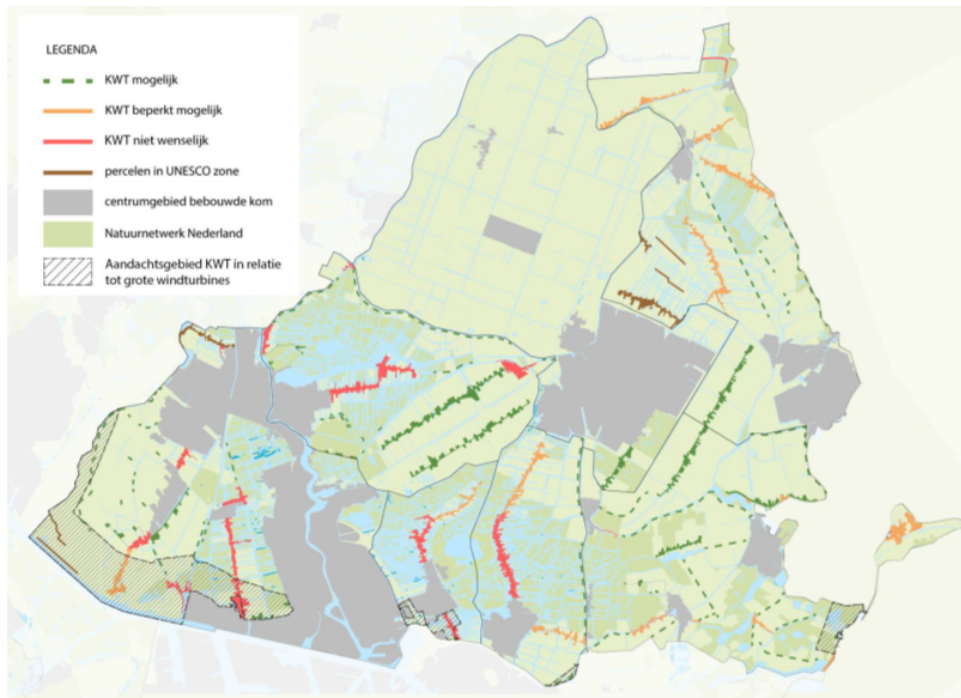 LEGENDA
KWT mogelijk
KWT beperkt mogelijk
KWT niet wenselijk
percelen in UNESCO zone
centrumgebied bebouwde kom
Natuurnetwerk Nederland
Aandachtsgebied KWT in relatie
tot grote windturbines